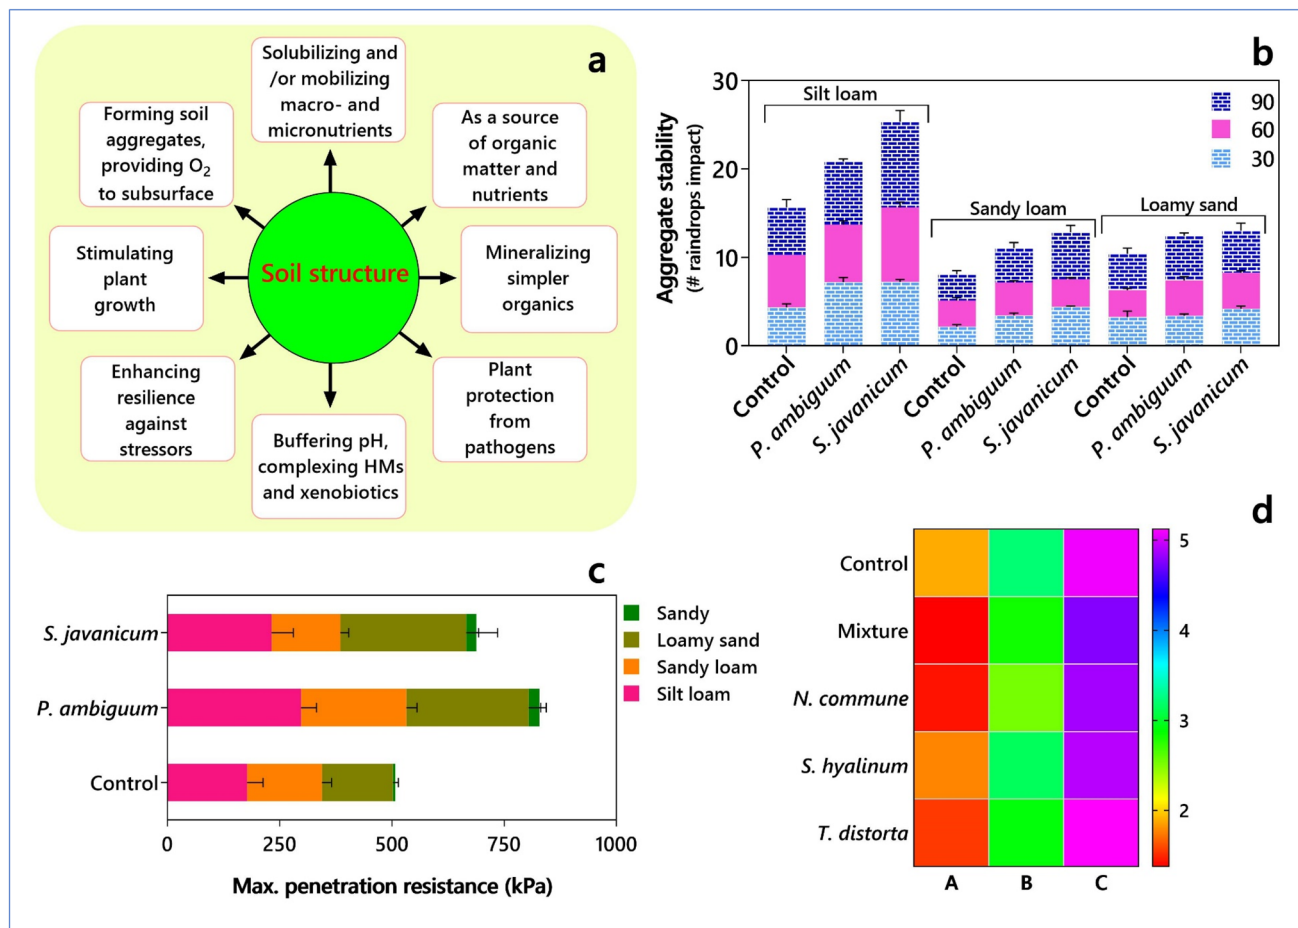 a
Solubilizing and
/or mobilizing
macro- and
micronutrients
Forming soil
aggregates,
providing O₂
to subsurface
As a source
of organic
matter and
nutrients
Stimulating
plant
growth
Soil structure
Mineralizing
simpler
organics
Enhancing
resilience
against
stressors
Buffering pH,
complexing HMs
and xenobiotics
Plant
protection
from
pathogens
b
Aggregate stability
(# raindrops impact)
30
20
10
0
Silt loam
Sandy loam
Loamy sand
90
60
30
Control
P. ambiguum
S. javanicum
Control
P. ambiguum
S. javanicum
Control
P. ambiguum
S. javanicum
c
S. javanicum
P. ambiguum
Control
Sandy
Loamy sand
Sandy loam
Silt loam
0 250 500 750 1000
Max. penetration resistance (kPa)
d
Control
Mixture
N. commune
S. hyalinum
T. distorta
A B C
5
4
3
2